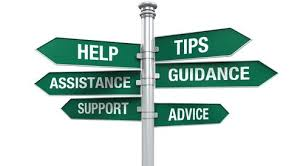 HELP
TIPS
ASSISTANCE
GUIDANCE
SUPPORT
ADVICE